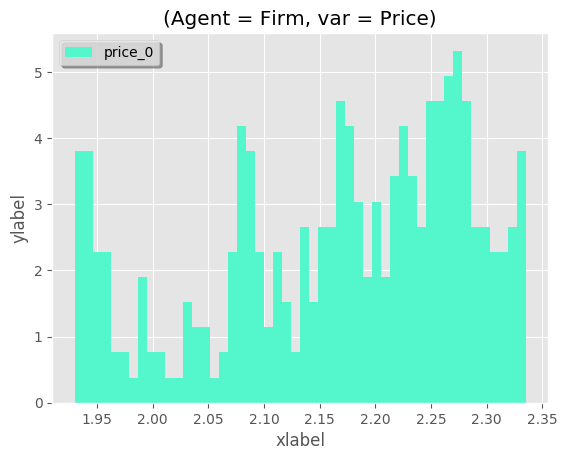 (Agent = Firm, var = Price)
price_0
ylabel
5
4
3
2
1
0
1.95 2.00 2.05 2.10 2.15 2.20 2.25 2.30 2.35
xlabel